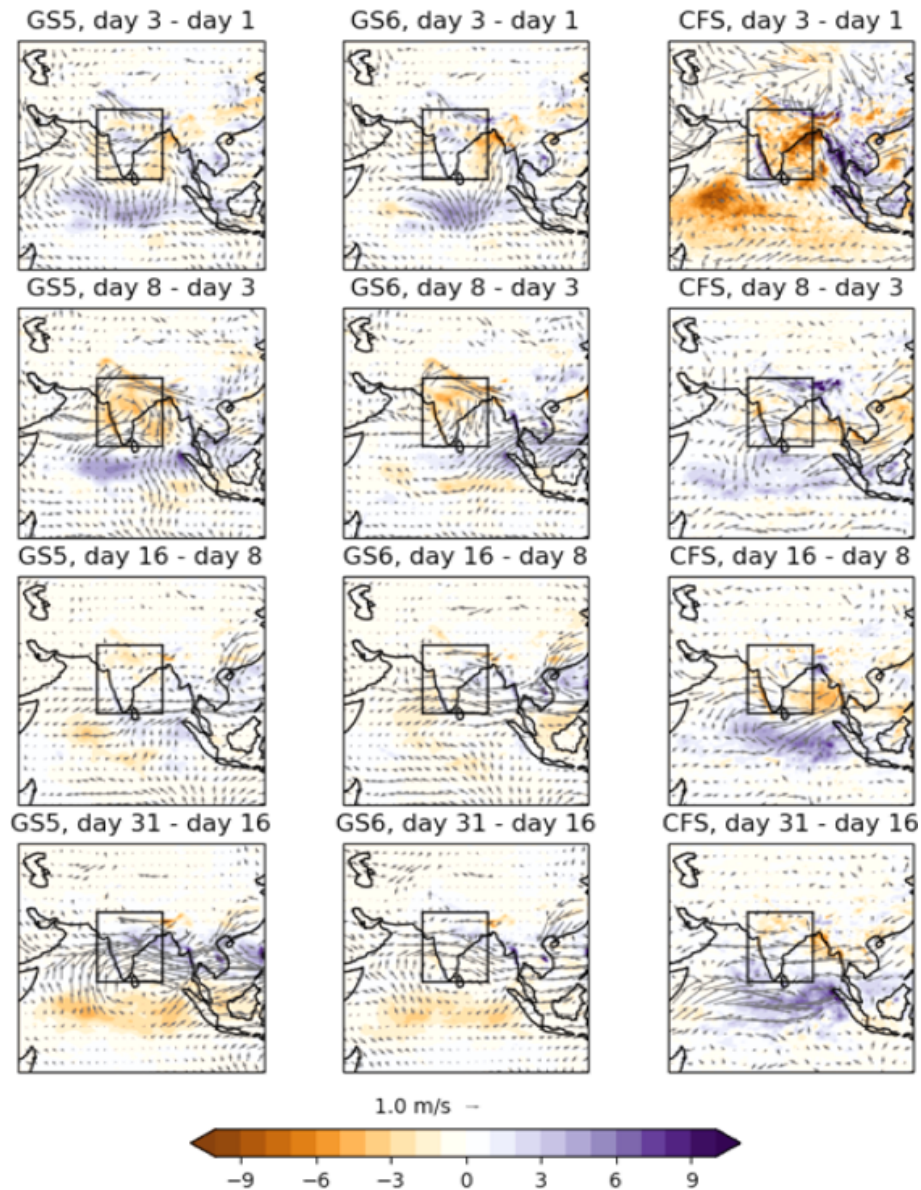 GS5, day 3 - day 1 GS6, day 3 - day 1 CFS, day 3 - day 1
GS5, day 8 - day 3 GS6, day 8 - day 3 CFS, day 8 - day 3
GS5, day 16 - day 8 GS6, day 16 - day 8 CFS, day 16 - day 8
GS5, day 31 - day 16 GS6, day 31 - day 16 CFS, day 31 - day 16
1.0 m/s
−9 −6 −3 0 3 6 9